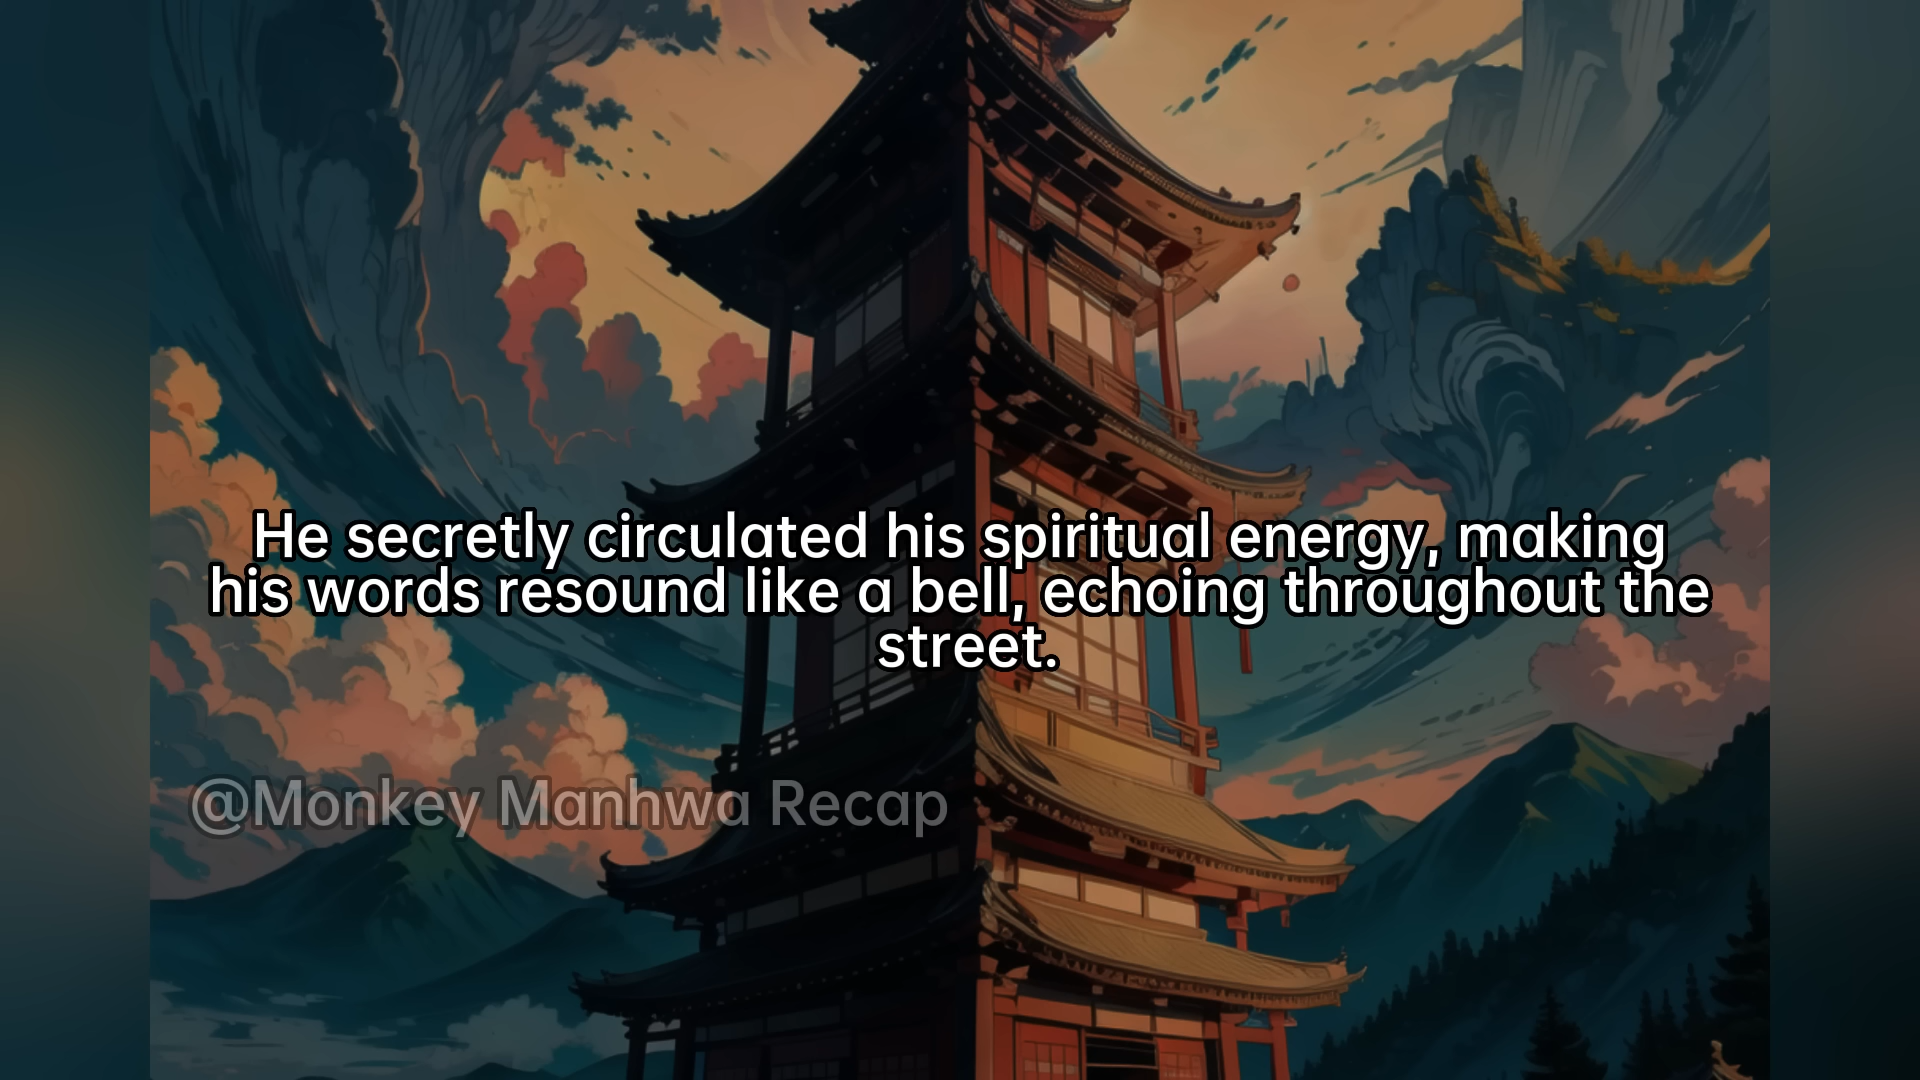 He secretly circulated his spiritual energy, making
his words resound like a bell, echoing throughout the
street.
@Monkey Manhwa Recap